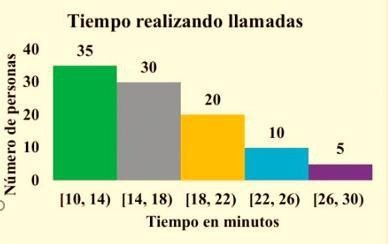 Tiempo realizando llamadas
Número de personas
40
30
20
10
0
35
30
20
10
5
[10, 14) [14, 18) [18, 22) [22, 26) [26, 30)
Tiempo en minutos